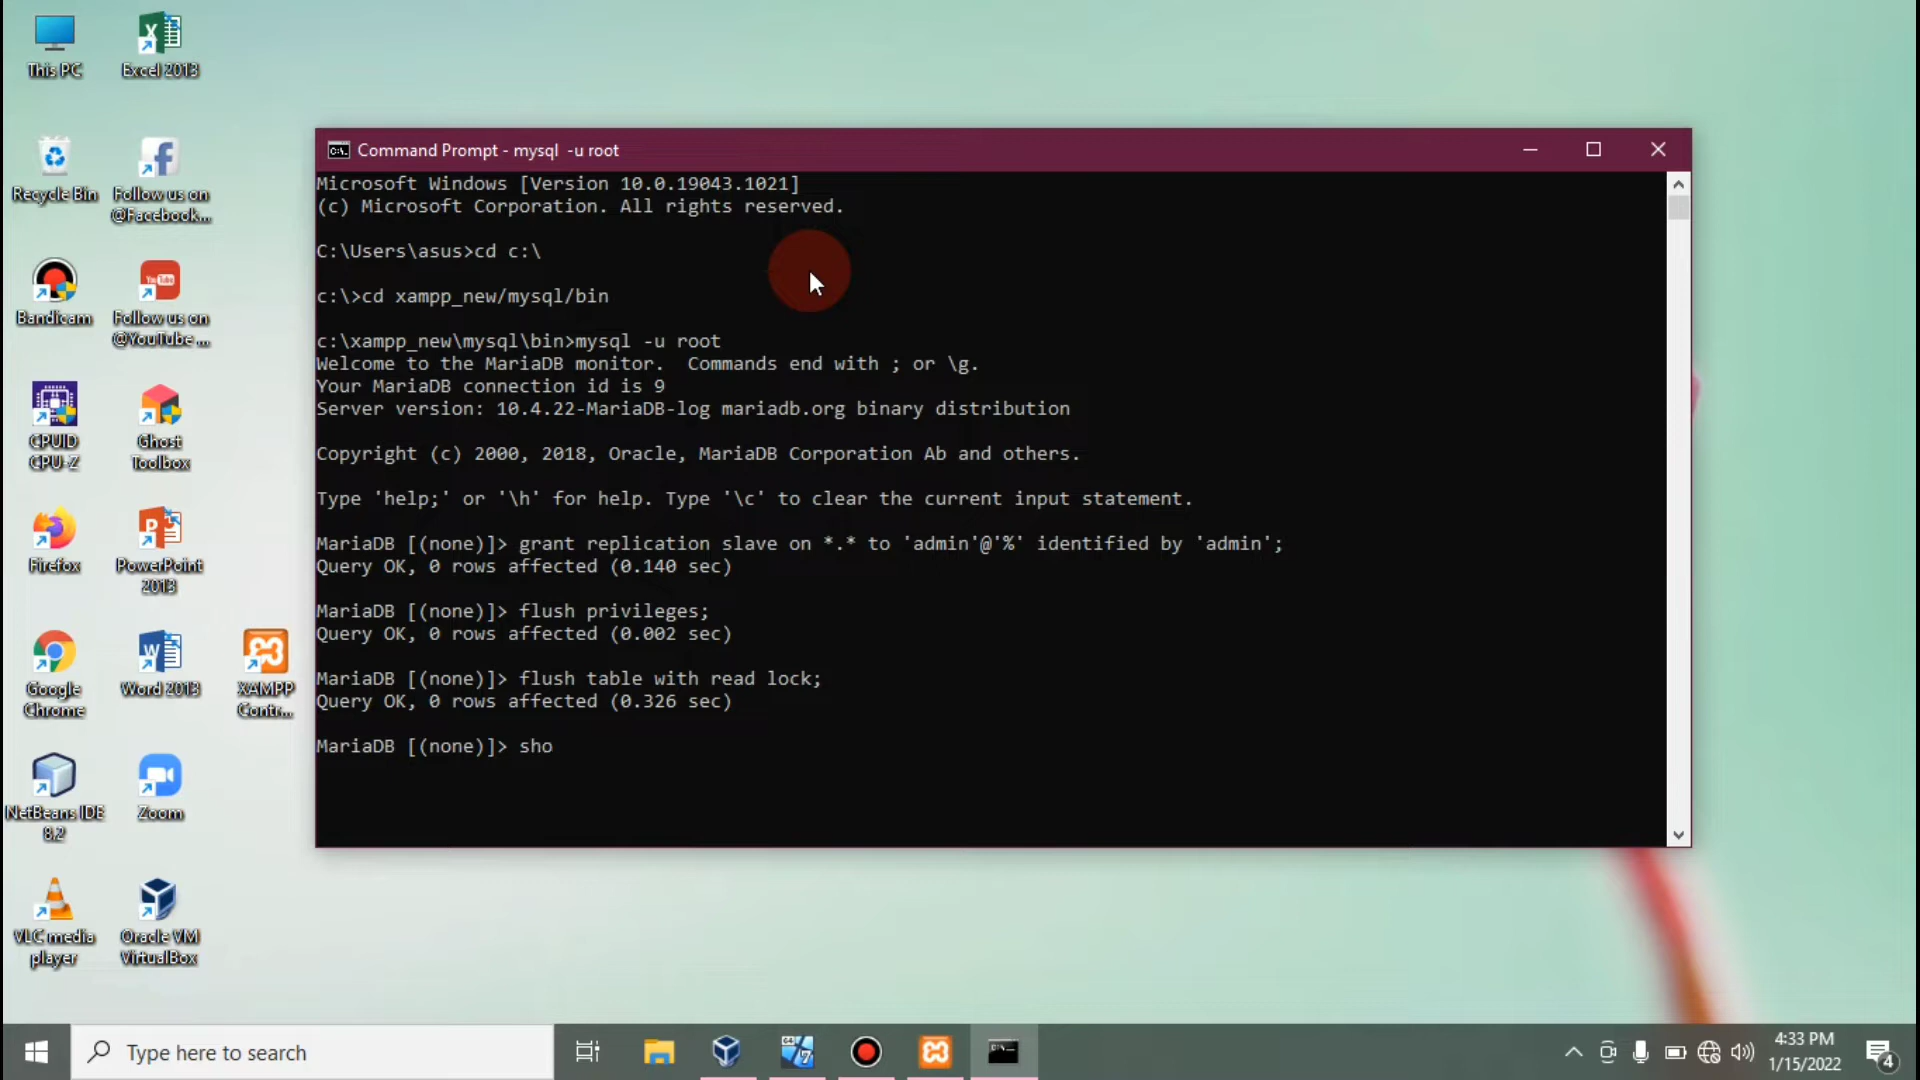 This PC
Excel 2013
Recycle Bin
Follow us on
@Facebook...
Bandicam
Follow us on
@YouTube ...
CPUID
CPU-Z
Ghost
Toolbox
Firefox
PowerPoint
2013
Google
Chrome
Word 2013
XAMPP
Contr...
NetBeans IDE
8.2
Zoom
VLC media
player
Oracle VM
VirtualBox
Command Prompt - mysql  -u root
Microsoft Windows [Version 10.0.19043.1021]
(c) Microsoft Corporation. All rights reserved.
C:\Users\asus>cd c:\
c:\>cd xampp_new/mysql/bin
c:\xampp_new\mysql\bin>mysql -u root
Welcome to the MariaDB monitor.  Commands end with ; or \g.
Your MariaDB connection id is 9
Server version: 10.4.22-MariaDB-log mariadb.org binary distribution
Copyright (c) 2000, 2018, Oracle, MariaDB Corporation Ab and others.
Type 'help;' or '\h' for help. Type '\c' to clear the current input statement.
MariaDB [(none)]> grant replication slave on *.* to 'admin'@'%' identified by 'admin';
Query OK, 0 rows affected (0.140 sec)
MariaDB [(none)]> flush privileges;
Query OK, 0 rows affected (0.002 sec)
MariaDB [(none)]> flush table with read lock;
Query OK, 0 rows affected (0.326 sec)
MariaDB [(none)]> sho
Type here to search
4:33 PM
1/15/2022
4